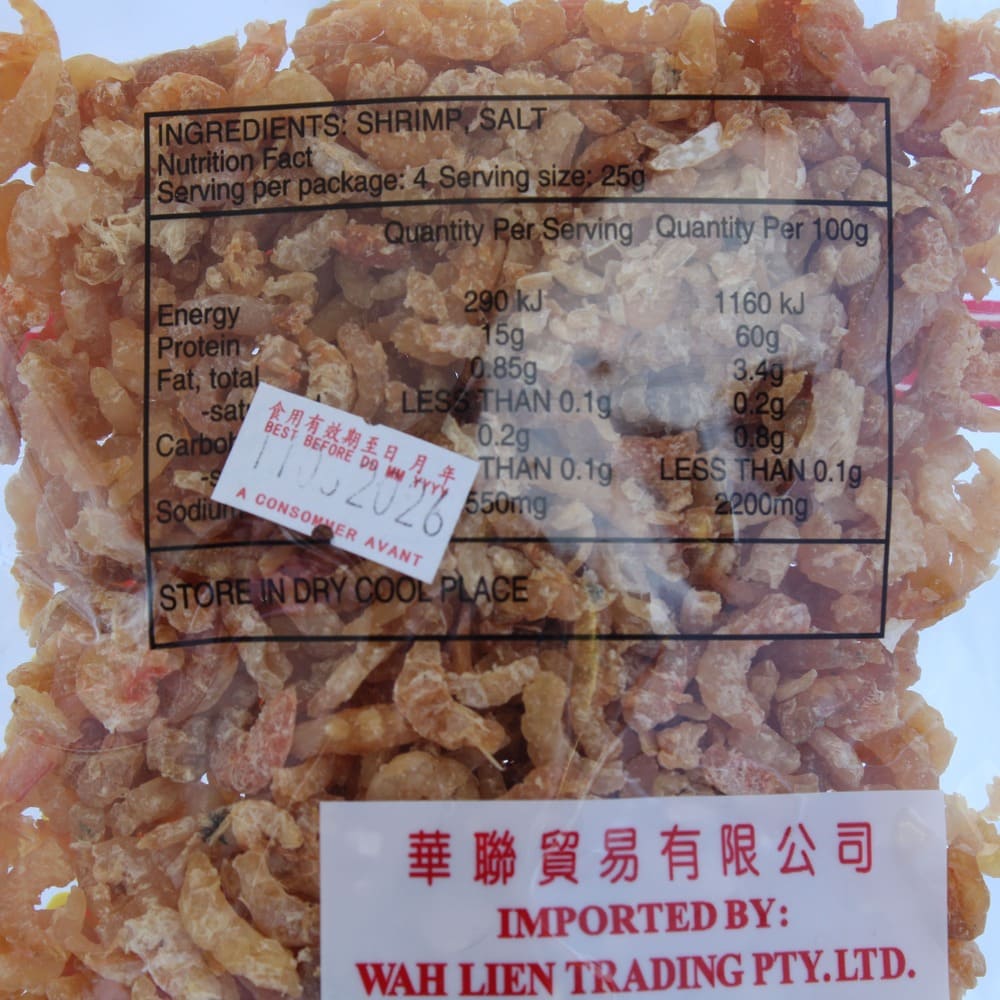 INGREDIENTS: SHRIMP, SALT
Nutrition Fact
Serving per package: 4 Serving size: 25g
Quantity Per Serving Quantity Per 100g
Energy 290 kJ 1160 kJ
Protein 15g 60g
Fat, total 0.85g 3.4g
-sat LESS THAN 0.1g 0.2g
Carboh 0.2g 0.8g
-s THAN 0.1g LESS THAN 0.1g
Sodium 550mg 2200mg
STORE IN DRY COOL PLACE
食用有效期至日月年
BEST BEFORE DD MM YYYY
2026
A CONSOMMER AVANT
華聯貿易有限公司
IMPORTED BY:
WAH LIEN TRADING PTY.LTD.